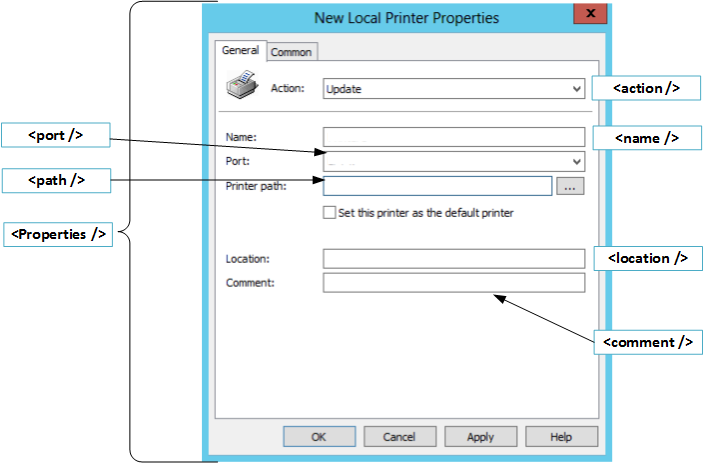 New Local Printer Properties
x
General Common
Action: Update
<action />
<port />
Name:
<name />
Port:
<path />
Printer path: ...
Set this printer as the default printer
<Properties />
Location:
<location />
Comment:
<comment />
OK Cancel Apply Help